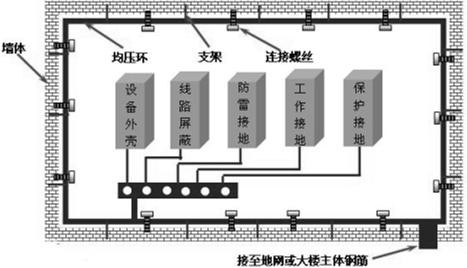 墙体
均压环
支架
连接螺丝
设备外壳
线路屏蔽
防雷接地
工作接地
保护接地
接至地网或大楼主体钢筋